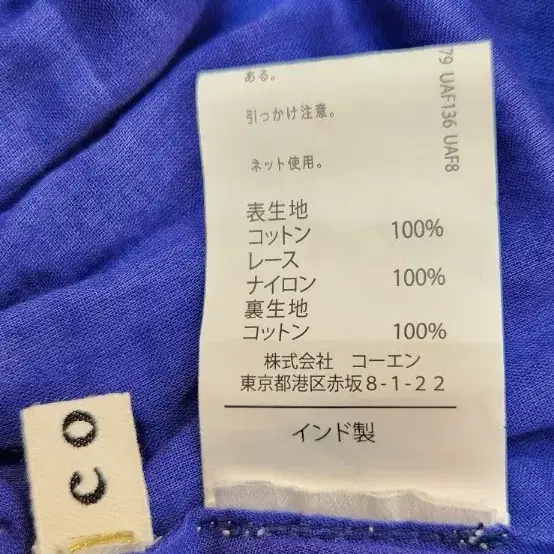 ある。
引っかけ注意。
ネット使用。
表生地
コットン 100%
レース
ナイロン 100%
裏生地
コットン 100%
株式会社 コーエン
東京都港区赤坂8-1-22
インド製
79 UAF136 UAF8
CO